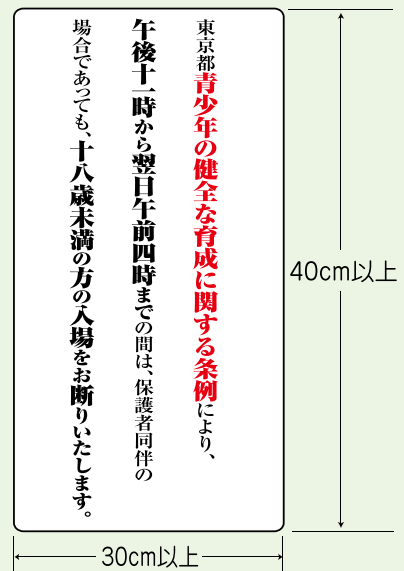 東京都青少年の健全な育成に関する条例により、
午後十一時から翌日午前四時までの間は、保護者同伴の
場合であっても、十八歳未満の方の入場をお断りいたします。
40cm以上
30cm以上